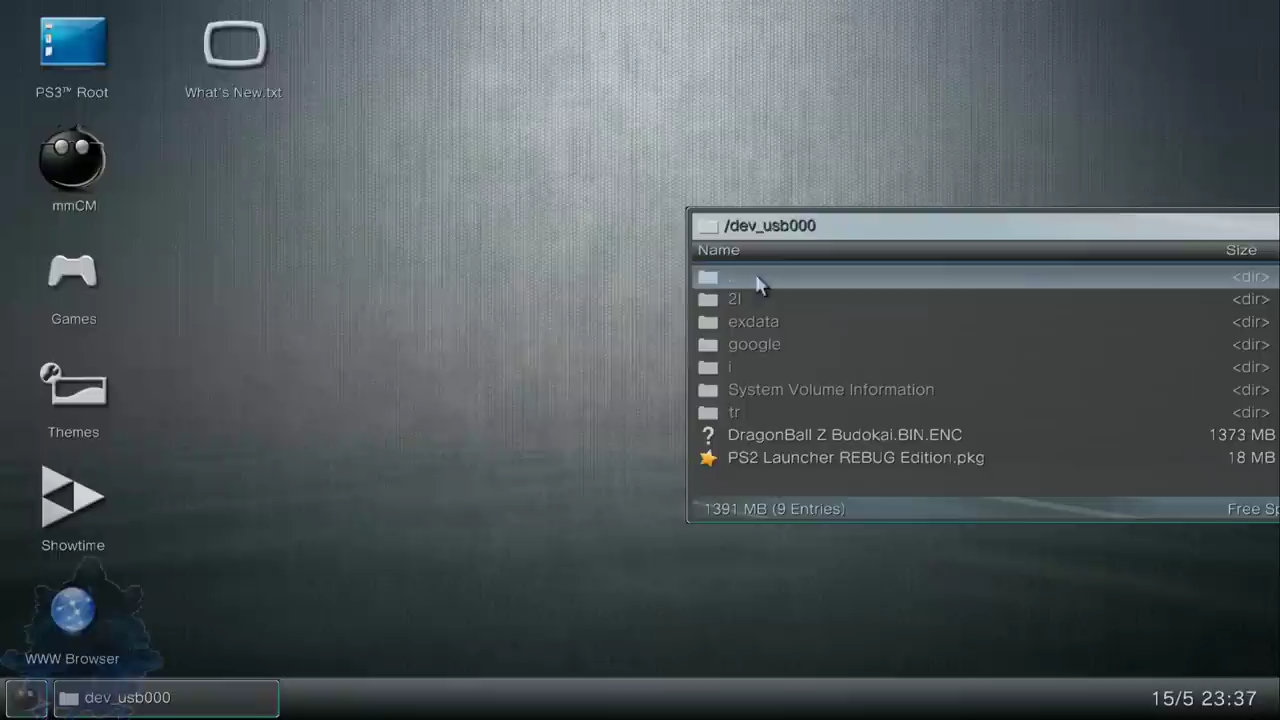 PS3™ Root
What's New.txt
mmCM
Games
Themes
Showtime
WWW Browser
/dev_usb000
Name Size
.. <dir>
2l <dir>
exdata <dir>
google <dir>
i <dir>
System Volume Information <dir>
tr <dir>
? DragonBall Z Budokai.BIN.ENC 1373 MB
PS2 Launcher REBUG Edition.pkg 18 MB
1391 MB (9 Entries) Free Sp
dev_usb000
15/5 23:37